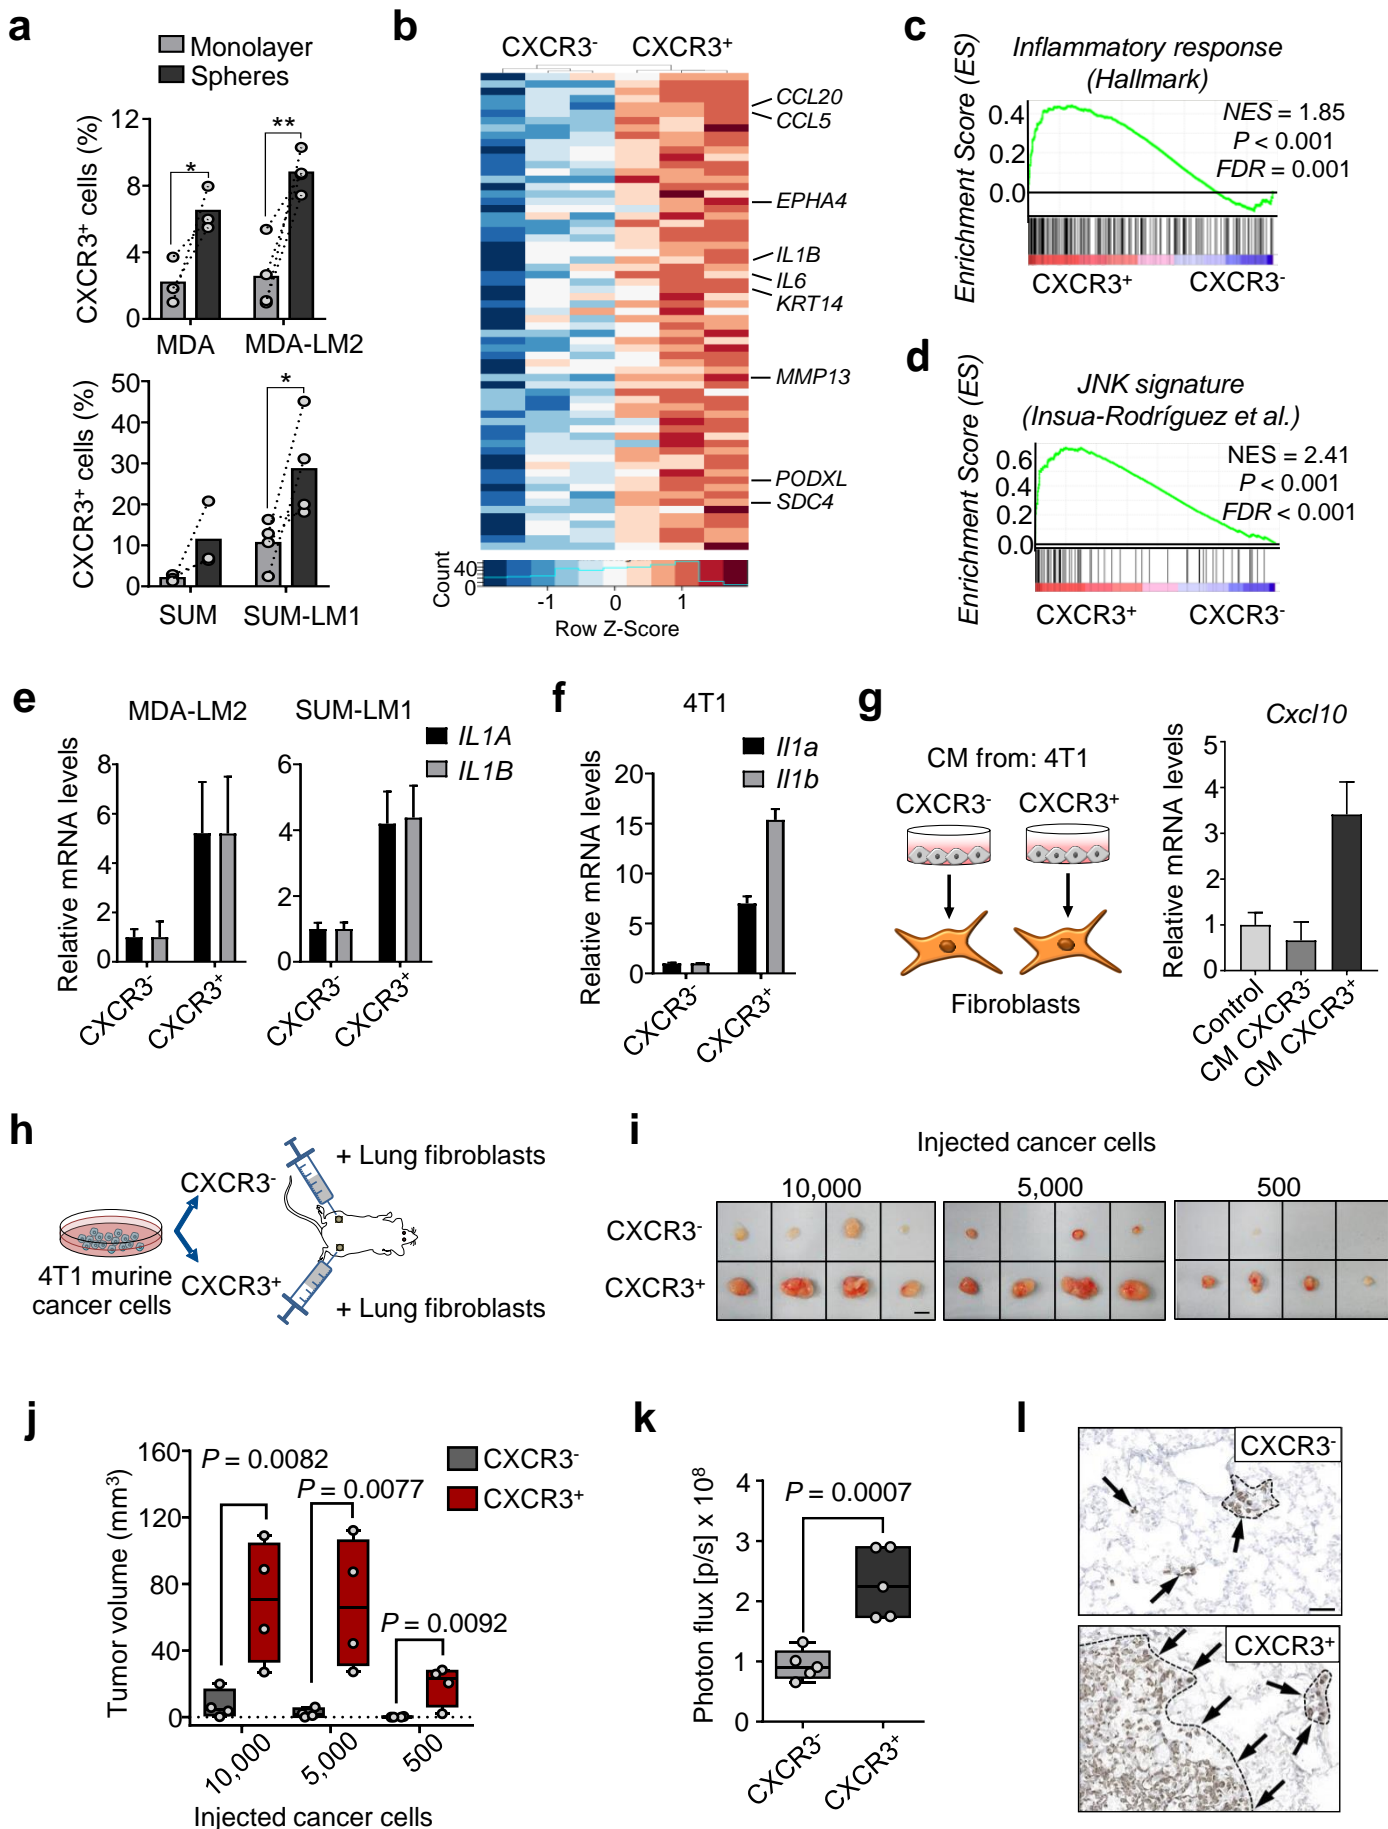 a
Monolayer
Spheres
CXCR3+ cells (%)
12
8
4
0
*
**
MDA
MDA-LM2
CXCR3+ cells (%)
50
40
30
20
10
0
*
SUM
SUM-LM1
b
CXCR3-
CXCR3+
CCL20
CCL5
EPHA4
IL1B
IL6
KRT14
MMP13
PODXL
SDC4
Count
40
0
-1
0
1
Row Z-Score
c
Inflammatory response
(Hallmark)
Enrichment Score (ES)
0.4
0.2
0.0
NES = 1.85
P < 0.001
FDR = 0.001
CXCR3+
CXCR3-
d
JNK signature
(Insua-Rodríguez et al.)
Enrichment Score (ES)
0.6
0.4
0.2
0.0
NES = 2.41
P < 0.001
FDR < 0.001
CXCR3+
CXCR3-
e
MDA-LM2
SUM-LM1
IL1A
IL1B
Relative mRNA levels
8
6
4
2
0
CXCR3-
CXCR3+
6
4
2
0
CXCR3-
CXCR3+
f
4T1
Il1a
Il1b
Relative mRNA levels
20
15
10
5
0
CXCR3-
CXCR3+
g
CM from: 4T1
CXCR3-
CXCR3+
Fibroblasts
Cxcl10
Relative mRNA levels
5
4
3
2
1
0
Control
CM CXCR3-
CM CXCR3+
h
4T1 murine
cancer cells
CXCR3-
CXCR3+
+ Lung fibroblasts
+ Lung fibroblasts
i
Injected cancer cells
10,000
5,000
500
CXCR3-
CXCR3+
j
Tumor volume (mm3)
160
120
80
40
0
P = 0.0082
P = 0.0077
P = 0.0092
CXCR3-
CXCR3+
10,000
5,000
500
Injected cancer cells
k
Photon flux [p/s] x 10⁸
4
3
2
1
0
P = 0.0007
CXCR3-
CXCR3+
l
CXCR3-
CXCR3+